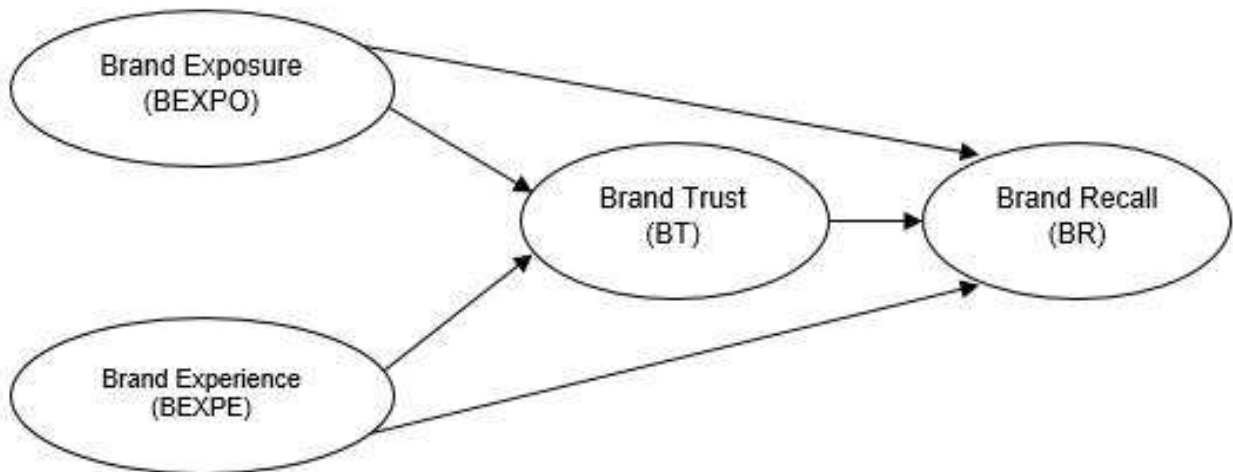 Brand Exposure
(BEXPO)
Brand Trust
(BT)
Brand Recall
(BR)
Brand Experience
(BEXPE)